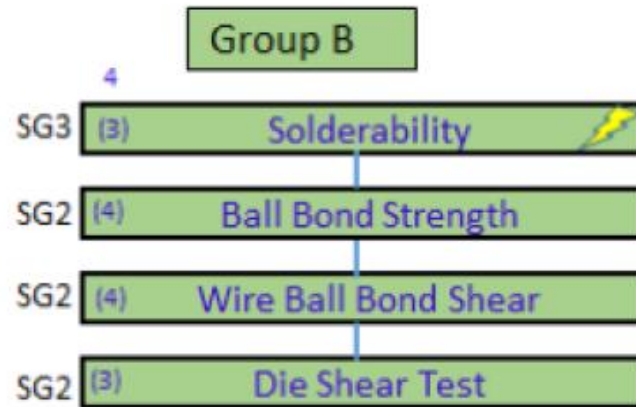 Group B
4
SG3 (3) Solderability
SG2 (4) Ball Bond Strength
SG2 (4) Wire Ball Bond Shear
SG2 (3) Die Shear Test